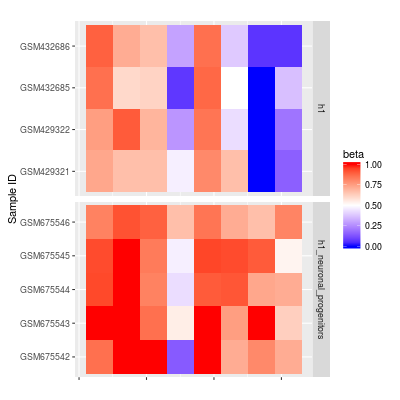 Sample ID
GSM432686
GSM432685
GSM429322
GSM429321
h1
GSM675546
GSM675545
GSM675544
GSM675543
GSM675542
h1_neuronal_progenitors
beta
1.00
0.75
0.50
0.25
0.00